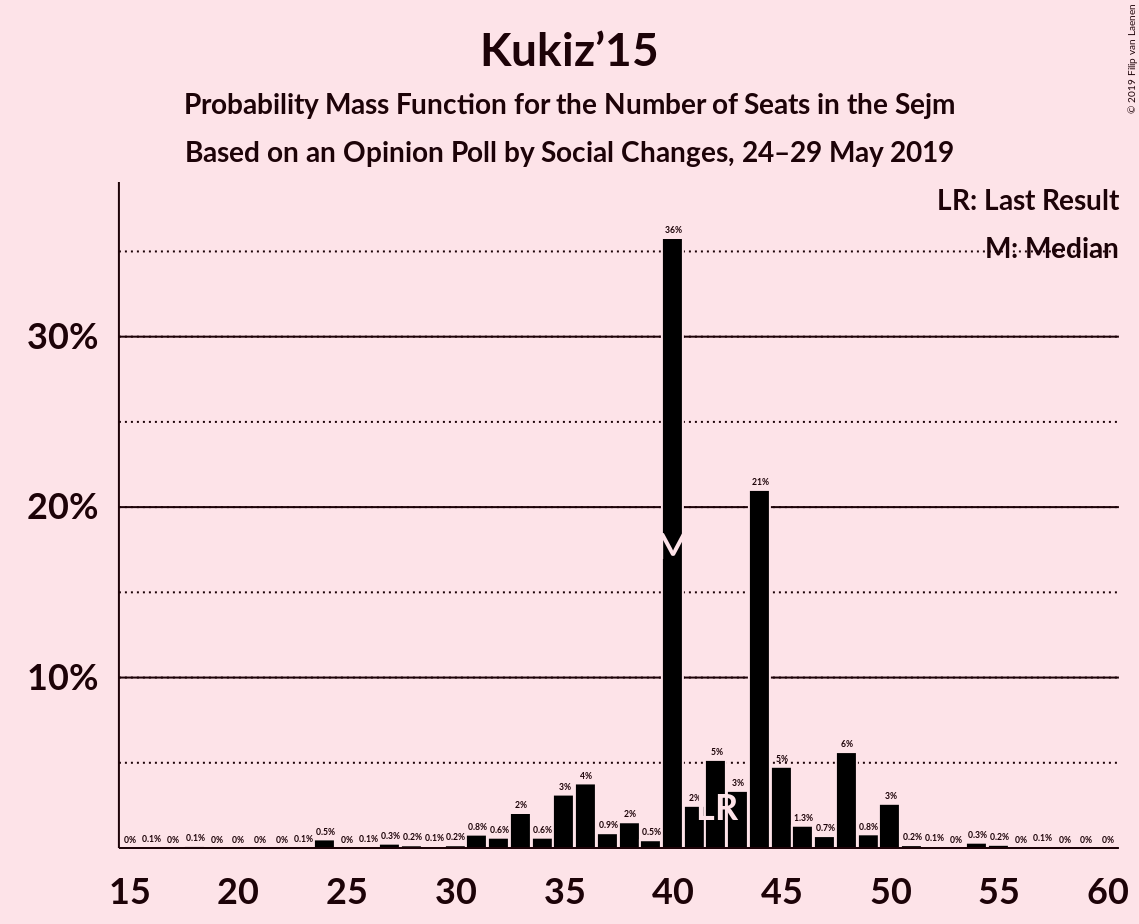 Kukiz’15
Probability Mass Function for the Number of Seats in the Sejm
Based on an Opinion Poll by Social Changes, 24–29 May 2019
© 2019 Filip van Laenen
LR: Last Result
M: Median
30%
20%
10%
0% 0.1% 0% 0.1% 0% 0% 0% 0% 0.1% 0.5% 0% 0.1% 0.3% 0.2% 0.1% 0.2% 0.8% 0.6% 2% 0.6% 3% 4% 0.9% 2% 0.5% 36% 2% 5% 3% 21% 5% 1.3% 0.7% 6% 0.8% 3% 0.2% 0.1% 0% 0.3% 0.2% 0% 0.1% 0% 0% 0%
LR
15 20 25 30 35 40 45 50 55 60